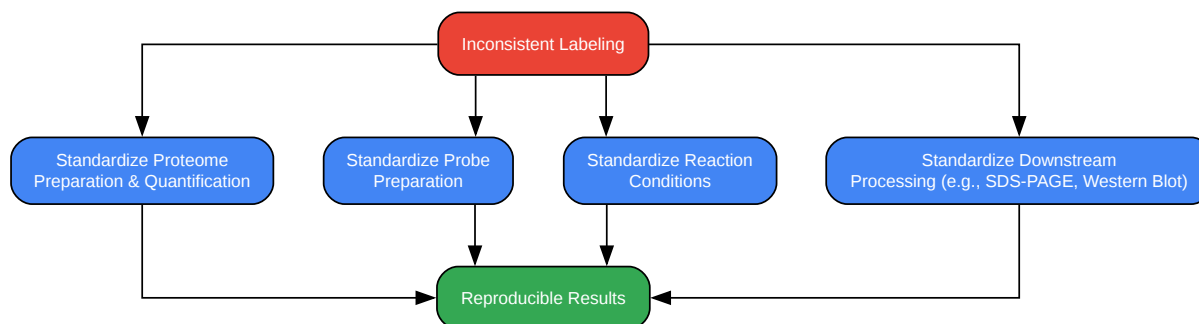 Inconsistent Labeling
Standardize Proteome
Preparation & Quantification
Standardize Probe
Preparation
Standardize Reaction
Conditions
Standardize Downstream
Processing (e.g., SDS-PAGE, Western Blot)
Reproducible Results